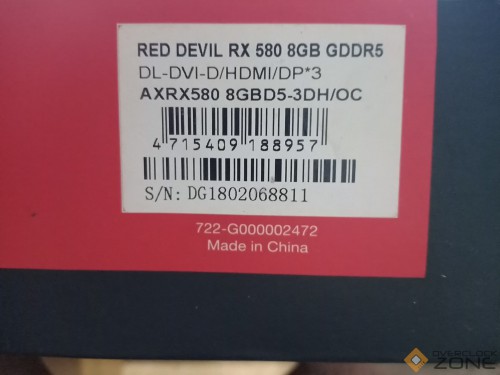 RED DEVIL RX 580 8GB GDDR5
DL-DVI-D/HDMI/DP*3
AXRX580 8GBD5-3DH/OC
4 715409 188957
S/N: DG1802068811
722-G000002472
Made in China
OVERCLOCK
ZONE